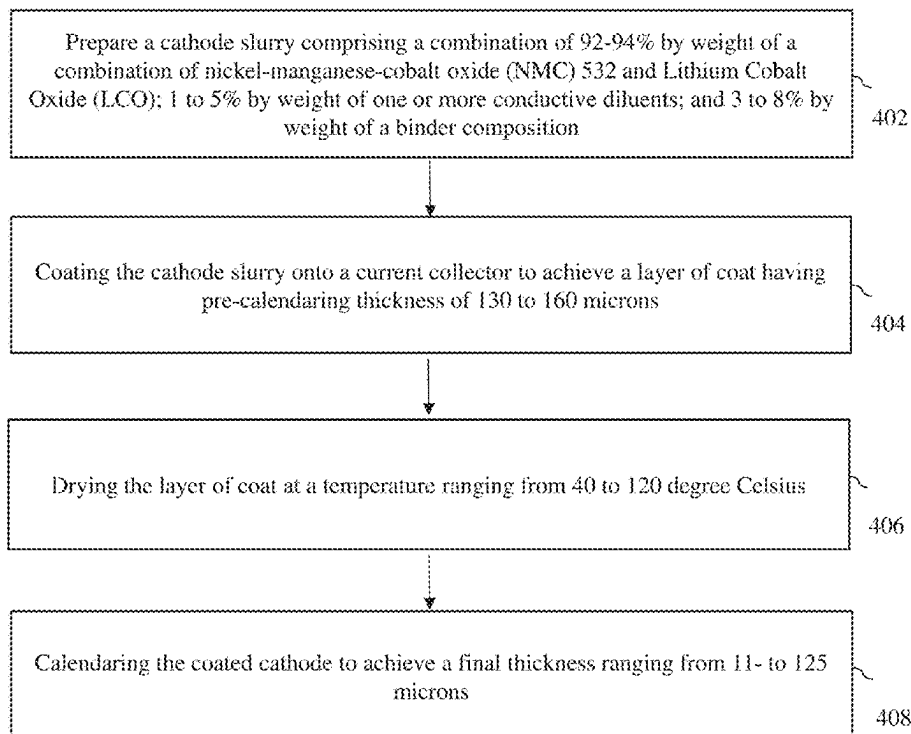 Prepare a cathode slurry comprising a combination of 92-94% by weight of a
combination of nickel-manganese-cobalt oxide (NMC) 532 and Lithium Cobalt
Oxide (LCO); 1 to 5% by weight of one or more conductive diluents; and 3 to 8% by
weight of a binder composition
402
Coating the cathode slurry onto a current collector to achieve a layer of coat having
pre-calendaring thickness of 130 to 160 microns
404
Drying the layer of coat at a temperature ranging from 40 to 120 degree Celsius
406
Calendaring the coated cathode to achieve a final thickness ranging from 11- to 125
microns
408